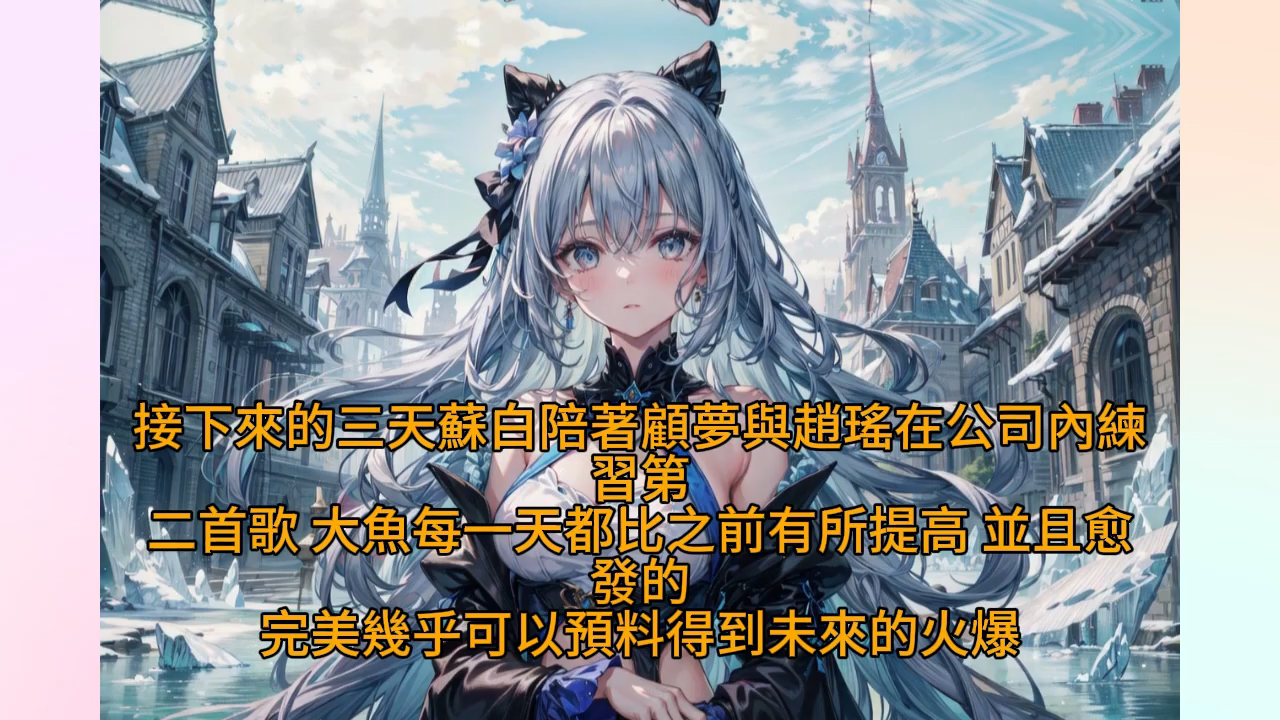 接下來的三天蘇白陪著顧夢與趙瑤在公司內練
習第
二首歌 大魚每一天都比之前有所提高 並且愈
發的
完美幾乎可以預料得到未來的火爆